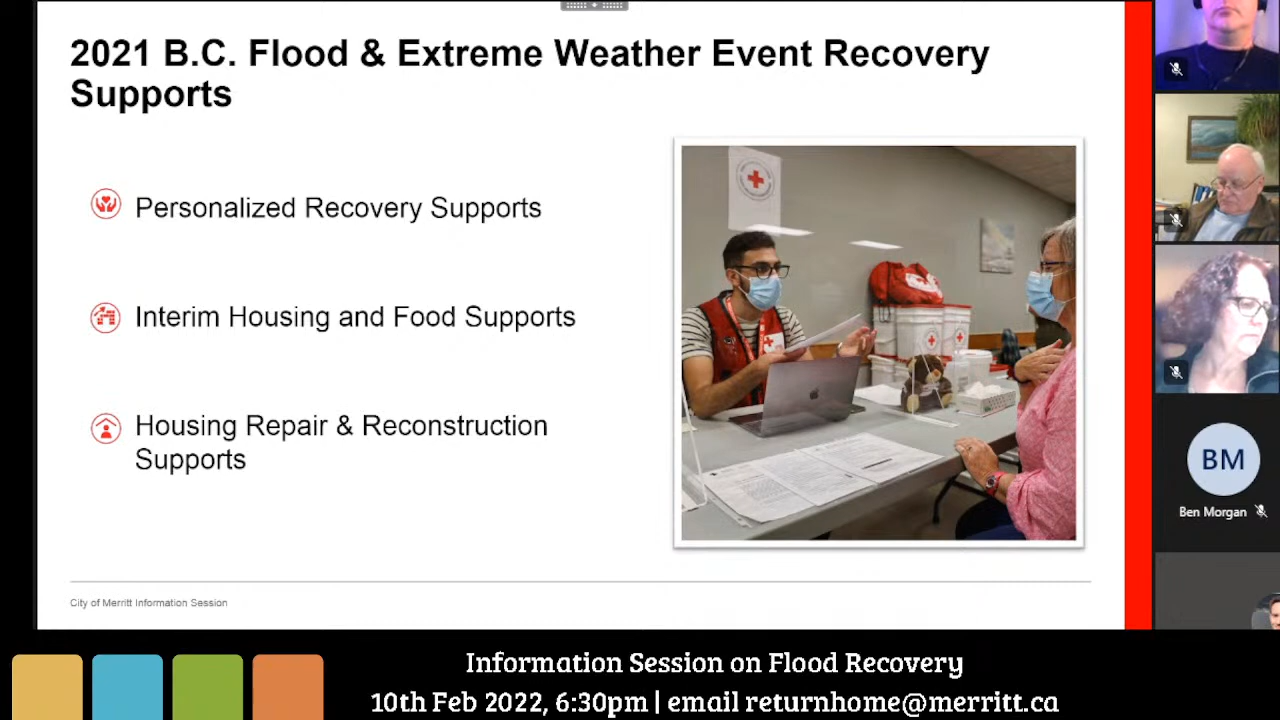 2021 B.C. Flood & Extreme Weather Event Recovery
Supports
Personalized Recovery Supports
Interim Housing and Food Supports
Housing Repair & Reconstruction
Supports
City of Merritt Information Session
BM
Ben Morgan
Information Session on Flood Recovery
10th Feb 2022, 6:30pm | email returnhome@merritt.ca